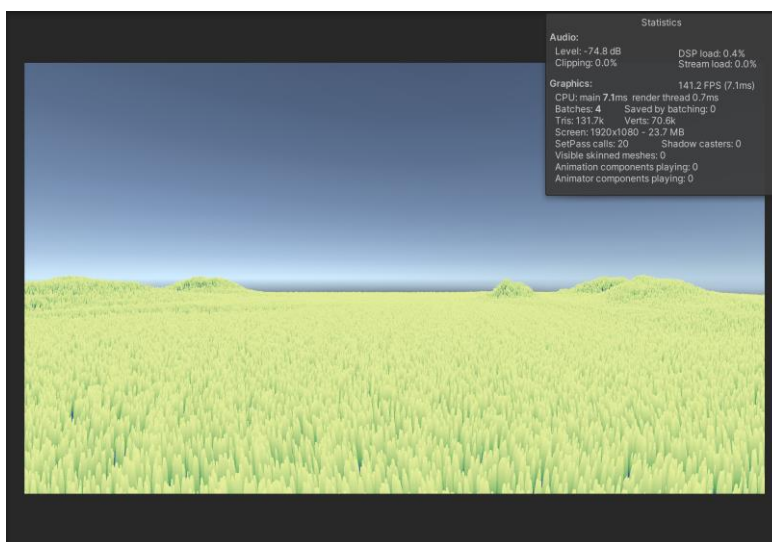 Statistics
Audio:
Level: -74.8 dB DSP load: 0.4%
Clipping: 0.0% Stream load: 0.0%
Graphics: 141.2 FPS (7.1ms)
CPU: main 7.1ms render thread 0.7ms
Batches: 4 Saved by batching: 0
Tris: 131.7k Verts: 70.6k
Screen: 1920x1080 - 23.7 MB
SetPass calls: 20 Shadow casters: 0
Visible skinned meshes: 0
Animation components playing: 0
Animator components playing: 0